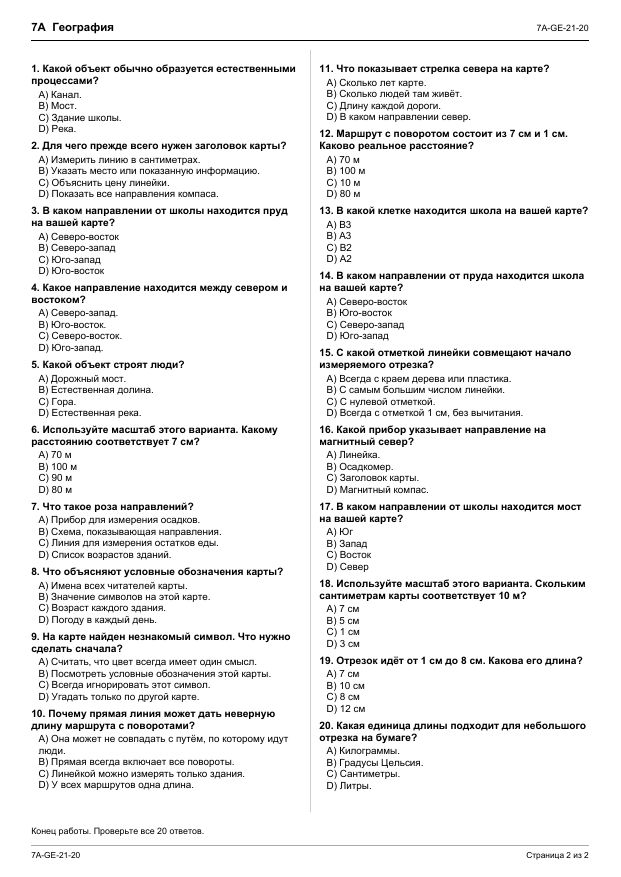 7A География
7A-GE-21-20
1. Какой объект обычно образуется естественными
процессами?
A) Канал.
B) Мост.
C) Здание школы.
D) Река.
2. Для чего прежде всего нужен заголовок карты?
A) Измерить линию в сантиметрах.
B) Указать место или показанную информацию.
C) Объяснить цену линейки.
D) Показать все направления компаса.
3. В каком направлении от школы находится пруд
на вашей карте?
A) Северо-восток
B) Северо-запад
C) Юго-запад
D) Юго-восток
4. Какое направление находится между севером и
востоком?
A) Северо-запад.
B) Юго-восток.
C) Северо-восток.
D) Юго-запад.
5. Какой объект строят люди?
A) Дорожный мост.
B) Естественная долина.
C) Гора.
D) Естественная река.
6. Используйте масштаб этого варианта. Какому
расстоянию соответствует 7 см?
A) 70 м
B) 100 м
C) 90 м
D) 80 м
7. Что такое роза направлений?
A) Прибор для измерения осадков.
B) Схема, показывающая направления.
C) Линия для измерения остатков еды.
D) Список возрастов зданий.
8. Что объясняют условные обозначения карты?
A) Имена всех читателей карты.
B) Значение символов на этой карте.
C) Возраст каждого здания.
D) Погоду в каждый день.
9. На карте найден незнакомый символ. Что нужно
сделать сначала?
A) Считать, что цвет всегда имеет один смысл.
B) Посмотреть условные обозначения этой карты.
C) Всегда игнорировать этот символ.
D) Угадать только по другой карте.
10. Почему прямая линия может дать неверную
длину маршрута с поворотами?
A) Она может не совпадать с путём, по которому идут
люди.
B) Прямая всегда включает все повороты.
C) Линейкой можно измерять только здания.
D) У всех маршрутов одна длина.
11. Что показывает стрелка севера на карте?
A) Сколько лет карте.
B) Сколько людей там живёт.
C) Длину каждой дороги.
D) В каком направлении север.
12. Маршрут с поворотом состоит из 7 см и 1 см.
Каково реальное расстояние?
A) 70 м
B) 100 м
C) 10 м
D) 80 м
13. В какой клетке находится школа на вашей карте?
A) B3
B) A3
C) B2
D) A2
14. В каком направлении от пруда находится школа
на вашей карте?
A) Северо-восток
B) Юго-восток
C) Северо-запад
D) Юго-запад
15. С какой отметкой линейки совмещают начало
измеряемого отрезка?
A) Всегда с краем дерева или пластика.
B) С самым большим числом линейки.
C) С нулевой отметкой.
D) Всегда с отметкой 1 см, без вычитания.
16. Какой прибор указывает направление на
магнитный север?
A) Линейка.
B) Осадкомер.
C) Заголовок карты.
D) Магнитный компас.
17. В каком направлении от школы находится мост
на вашей карте?
A) Юг
B) Запад
C) Восток
D) Север
18. Используйте масштаб этого варианта. Скольким
сантиметрам карты соответствует 10 м?
A) 7 см
B) 5 см
C) 1 см
D) 3 см
19. Отрезок идёт от 1 см до 8 см. Какова его длина?
A) 7 см
B) 10 см
C) 8 см
D) 12 см
20. Какая единица длины подходит для небольшого
отрезка на бумаге?
A) Килограммы.
B) Градусы Цельсия.
C) Сантиметры.
D) Литры.
Конец работы. Проверьте все 20 ответов.
7A-GE-21-20
Страница 2 из 2